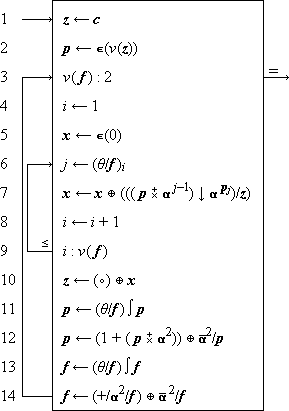 1 z ← c
2 p ← ϵ(ν(z))
3 ν(f) : 2 =
4 i ← 1
5 x ← ϵ(0)
6 j ← (θ/f)ᵢ
7 x ← x ⊕ (((p ⁺ₓ α^(j−1)) ↓ α^(pⱼ))/z)
8 i ← i + 1
9 ≤ i : ν(f)
10 z ← (∘) ⊕ x
11 p ← (θ/f) ∫ p
12 p ← (1 + (p ⁺ₓ α²)) ⊕ ᾱ²/p
13 f ← (θ/f) ∫ f
14 f ← (+/α²/f) ⊕ ᾱ²/f